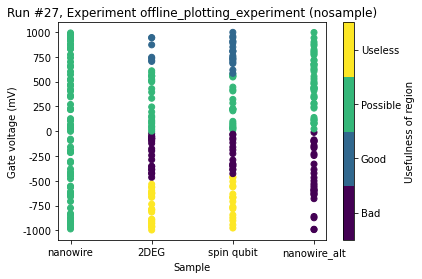 Run #27, Experiment offline_plotting_experiment (nosample)
1000
750
500
250
0
-250
-500
-750
-1000
Gate voltage (mV)
nanowire
2DEG
spin qubit
nanowire_alt
Sample
Useless
Possible
Good
Bad
Usefulness of region